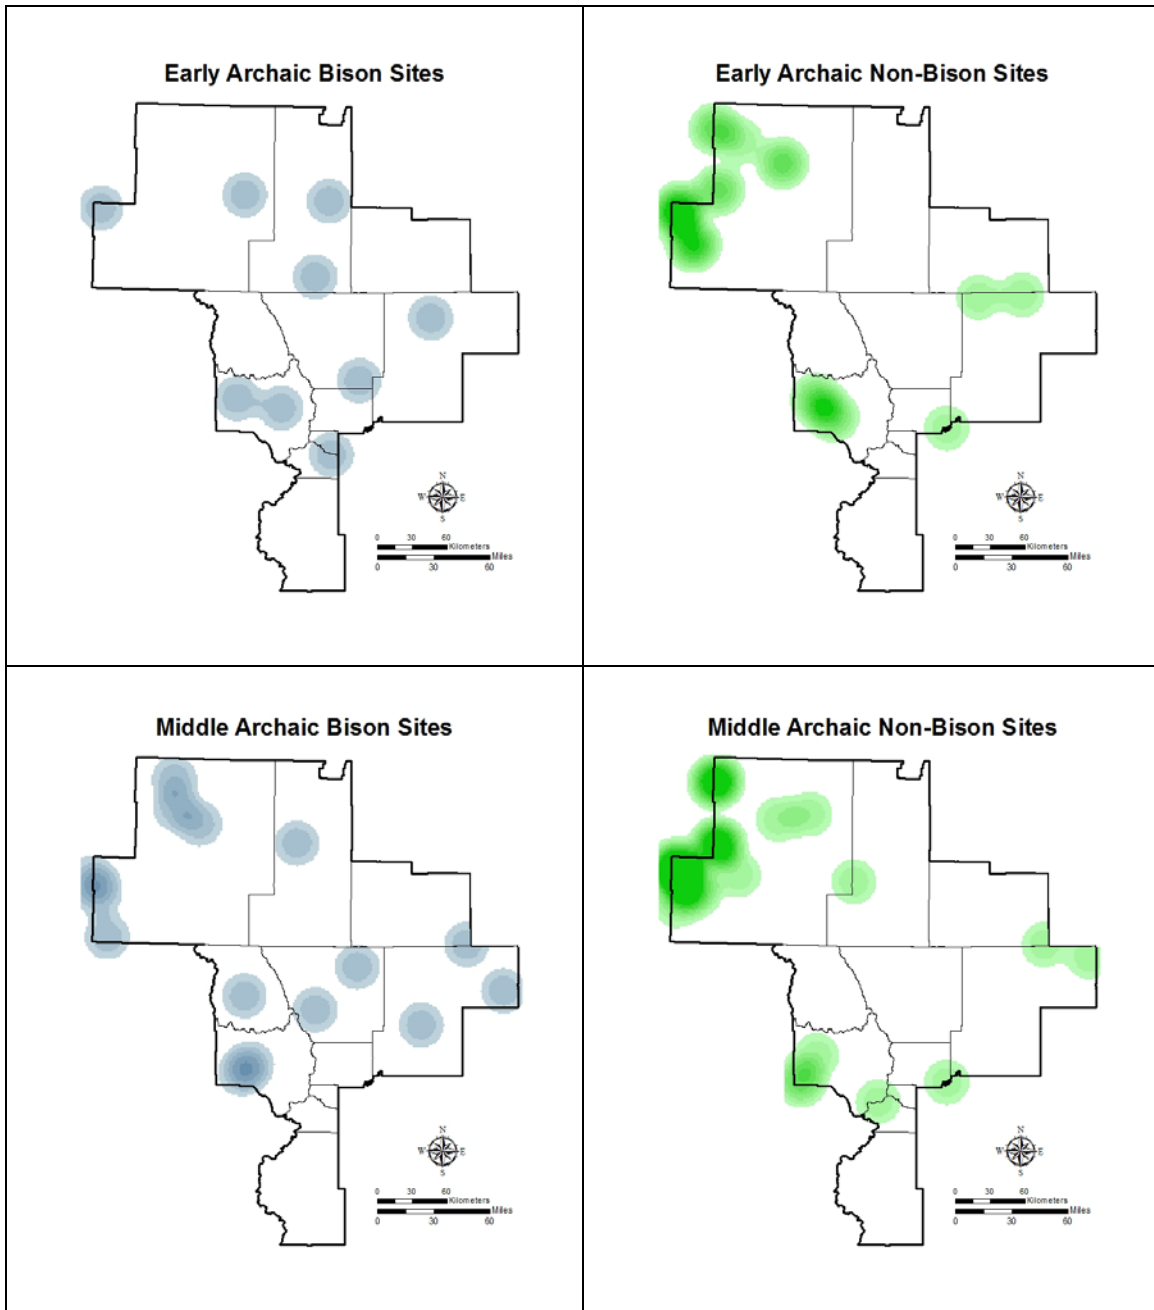 Early Archaic Bison Sites
N
W E
S
0 30 60
Kilometers
Miles
0 30 60
Early Archaic Non-Bison Sites
N
W E
S
0 30 60
Kilometers
Miles
0 30 60
Middle Archaic Bison Sites
N
W E
S
0 30 60
Kilometers
Miles
0 30 60
Middle Archaic Non-Bison Sites
N
W E
S
0 30 60
Kilometers
Miles
0 30 60